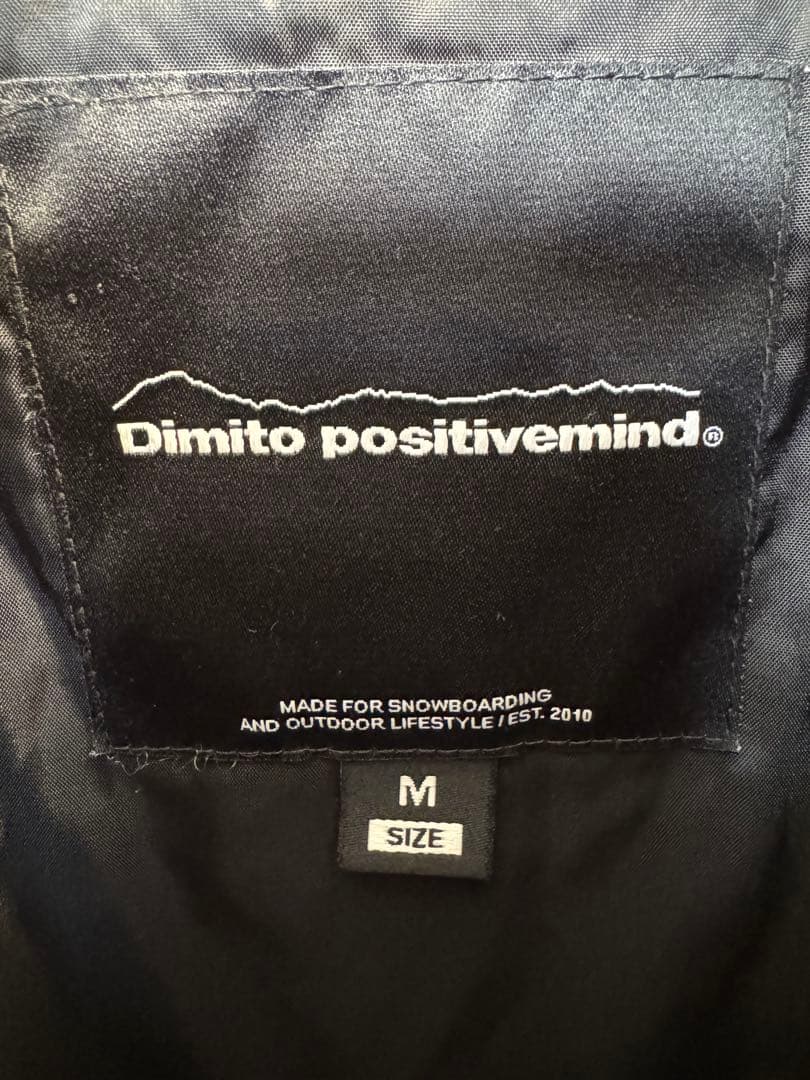 Dimito positivemind®
MADE FOR SNOWBOARDING
AND OUTDOOR LIFESTYLE / EST. 2010
M
SIZE